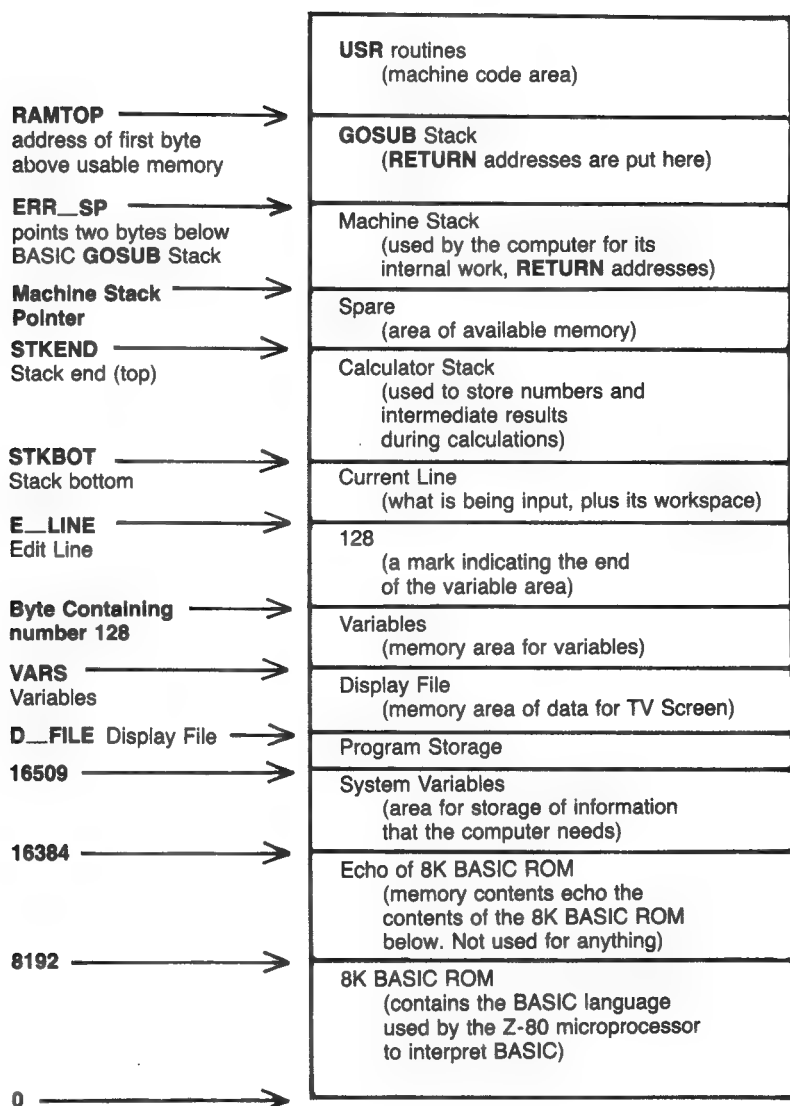 USR routines
(machine code area)
RAMTOP
address of first byte
above usable memory
GOSUB Stack
(RETURN addresses are put here)
ERR__SP
points two bytes below
BASIC GOSUB Stack
Machine Stack
(used by the computer for its
internal work, RETURN addresses)
Machine Stack
Pointer
Spare
(area of available memory)
STKEND
Stack end (top)
Calculator Stack
(used to store numbers and
intermediate results
during calculations)
STKBOT
Stack bottom
Current Line
(what is being input, plus its workspace)
E__LINE
Edit Line
128
(a mark indicating the end
of the variable area)
Byte Containing
number 128
Variables
(memory area for variables)
VARS
Variables
Display File
(memory area of data for TV Screen)
D__FILE Display File
Program Storage
16509
System Variables
(area for storage of information
that the computer needs)
16384
Echo of 8K BASIC ROM
(memory contents echo the
contents of the 8K BASIC ROM
below. Not used for anything)
8192
8K BASIC ROM
(contains the BASIC language
used by the Z-80 microprocessor
to interpret BASIC)
0